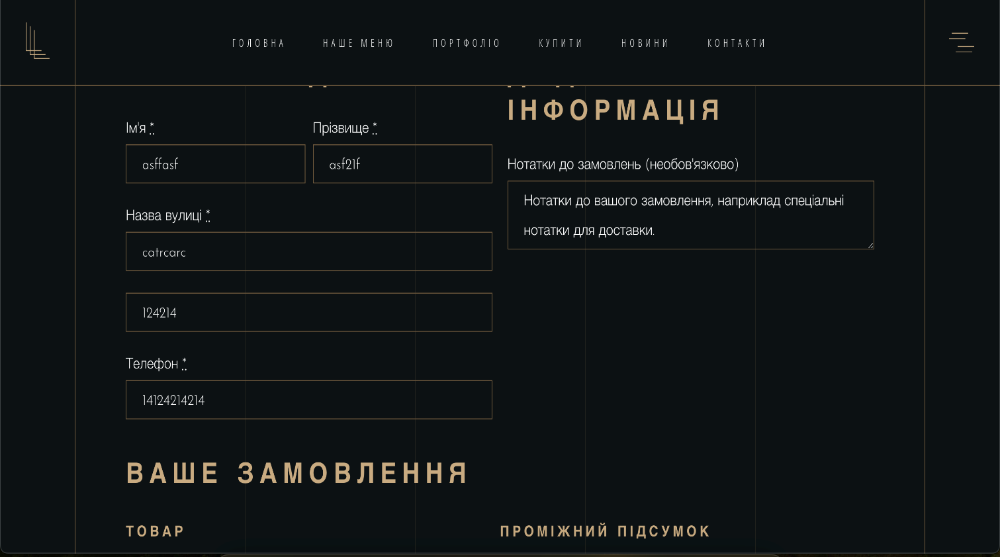 ГОЛОВНА НАШЕ МЕНЮ ПОРТФОЛІО КУПИТИ НОВИНИ КОНТАКТИ
Ім'я * Прізвище *
asffasf asf21f
Назва вулиці *
catrcarc
124214
Телефон *
14124214214
ІНФОРМАЦІЯ
Нотатки до замовлень (необов'язково)
Нотатки до вашого замовлення, наприклад спеціальні
нотатки для доставки.
ВАШЕ ЗАМОВЛЕННЯ
ТОВАР ПРОМІЖНИЙ ПІДСУМОК